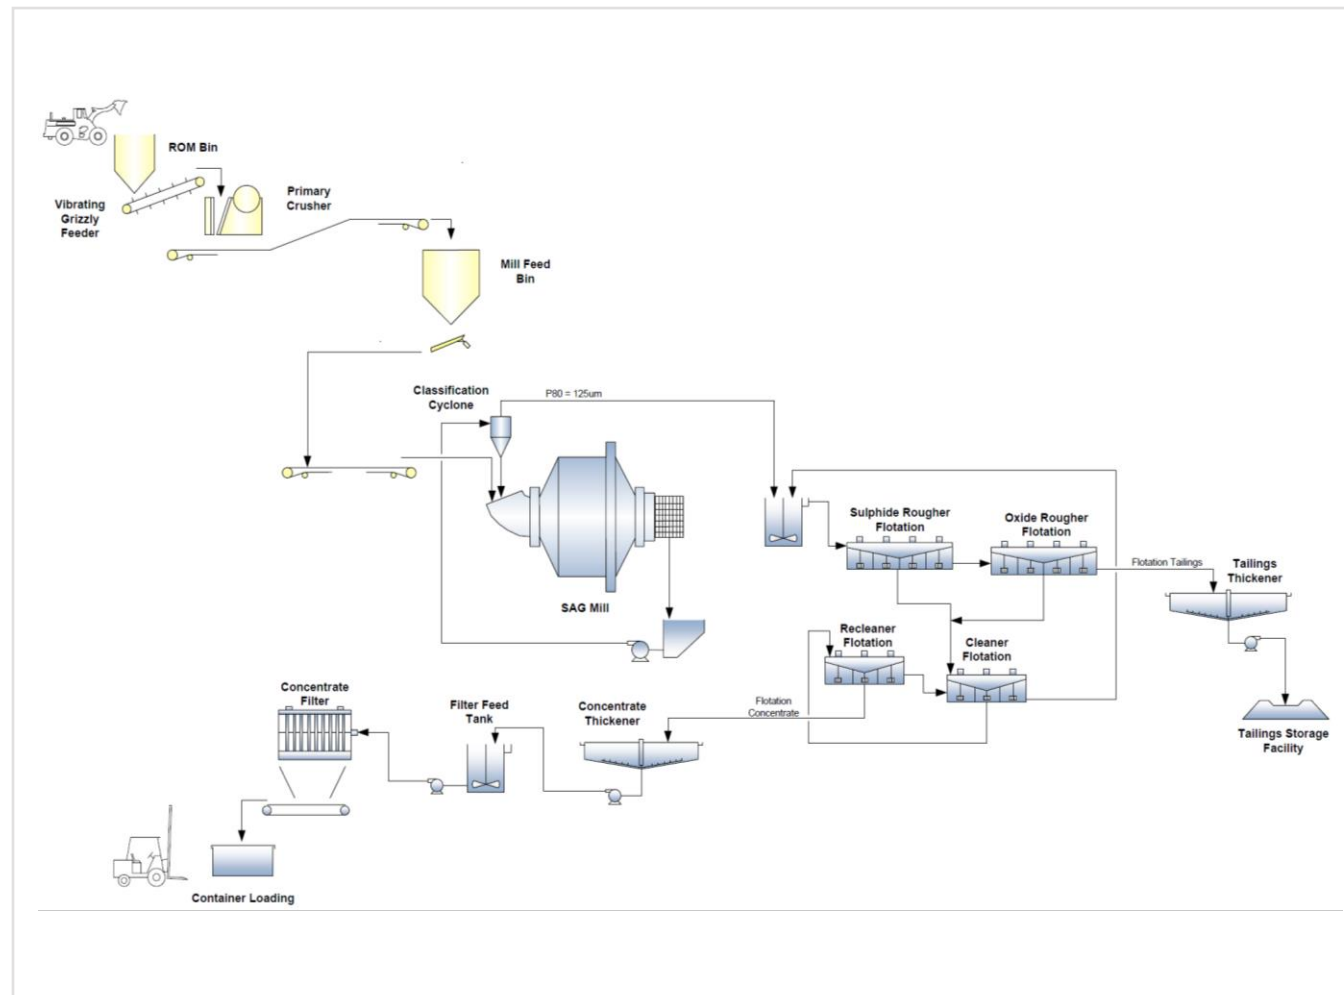 ROM Bin
Vibrating
Grizzly
Feeder
Primary
Crusher
Mill Feed
Bin
Classification
Cyclone
P80 = 125um
SAG Mill
Sulphide Rougher
Flotation
Oxide Rougher
Flotation
Flotation Tailings
Tailings
Thickener
Recleaner
Flotation
Cleaner
Flotation
Flotation
Concentrate
Tailings Storage
Facility
Concentrate
Thickener
Filter Feed
Tank
Concentrate
Filter
Container Loading